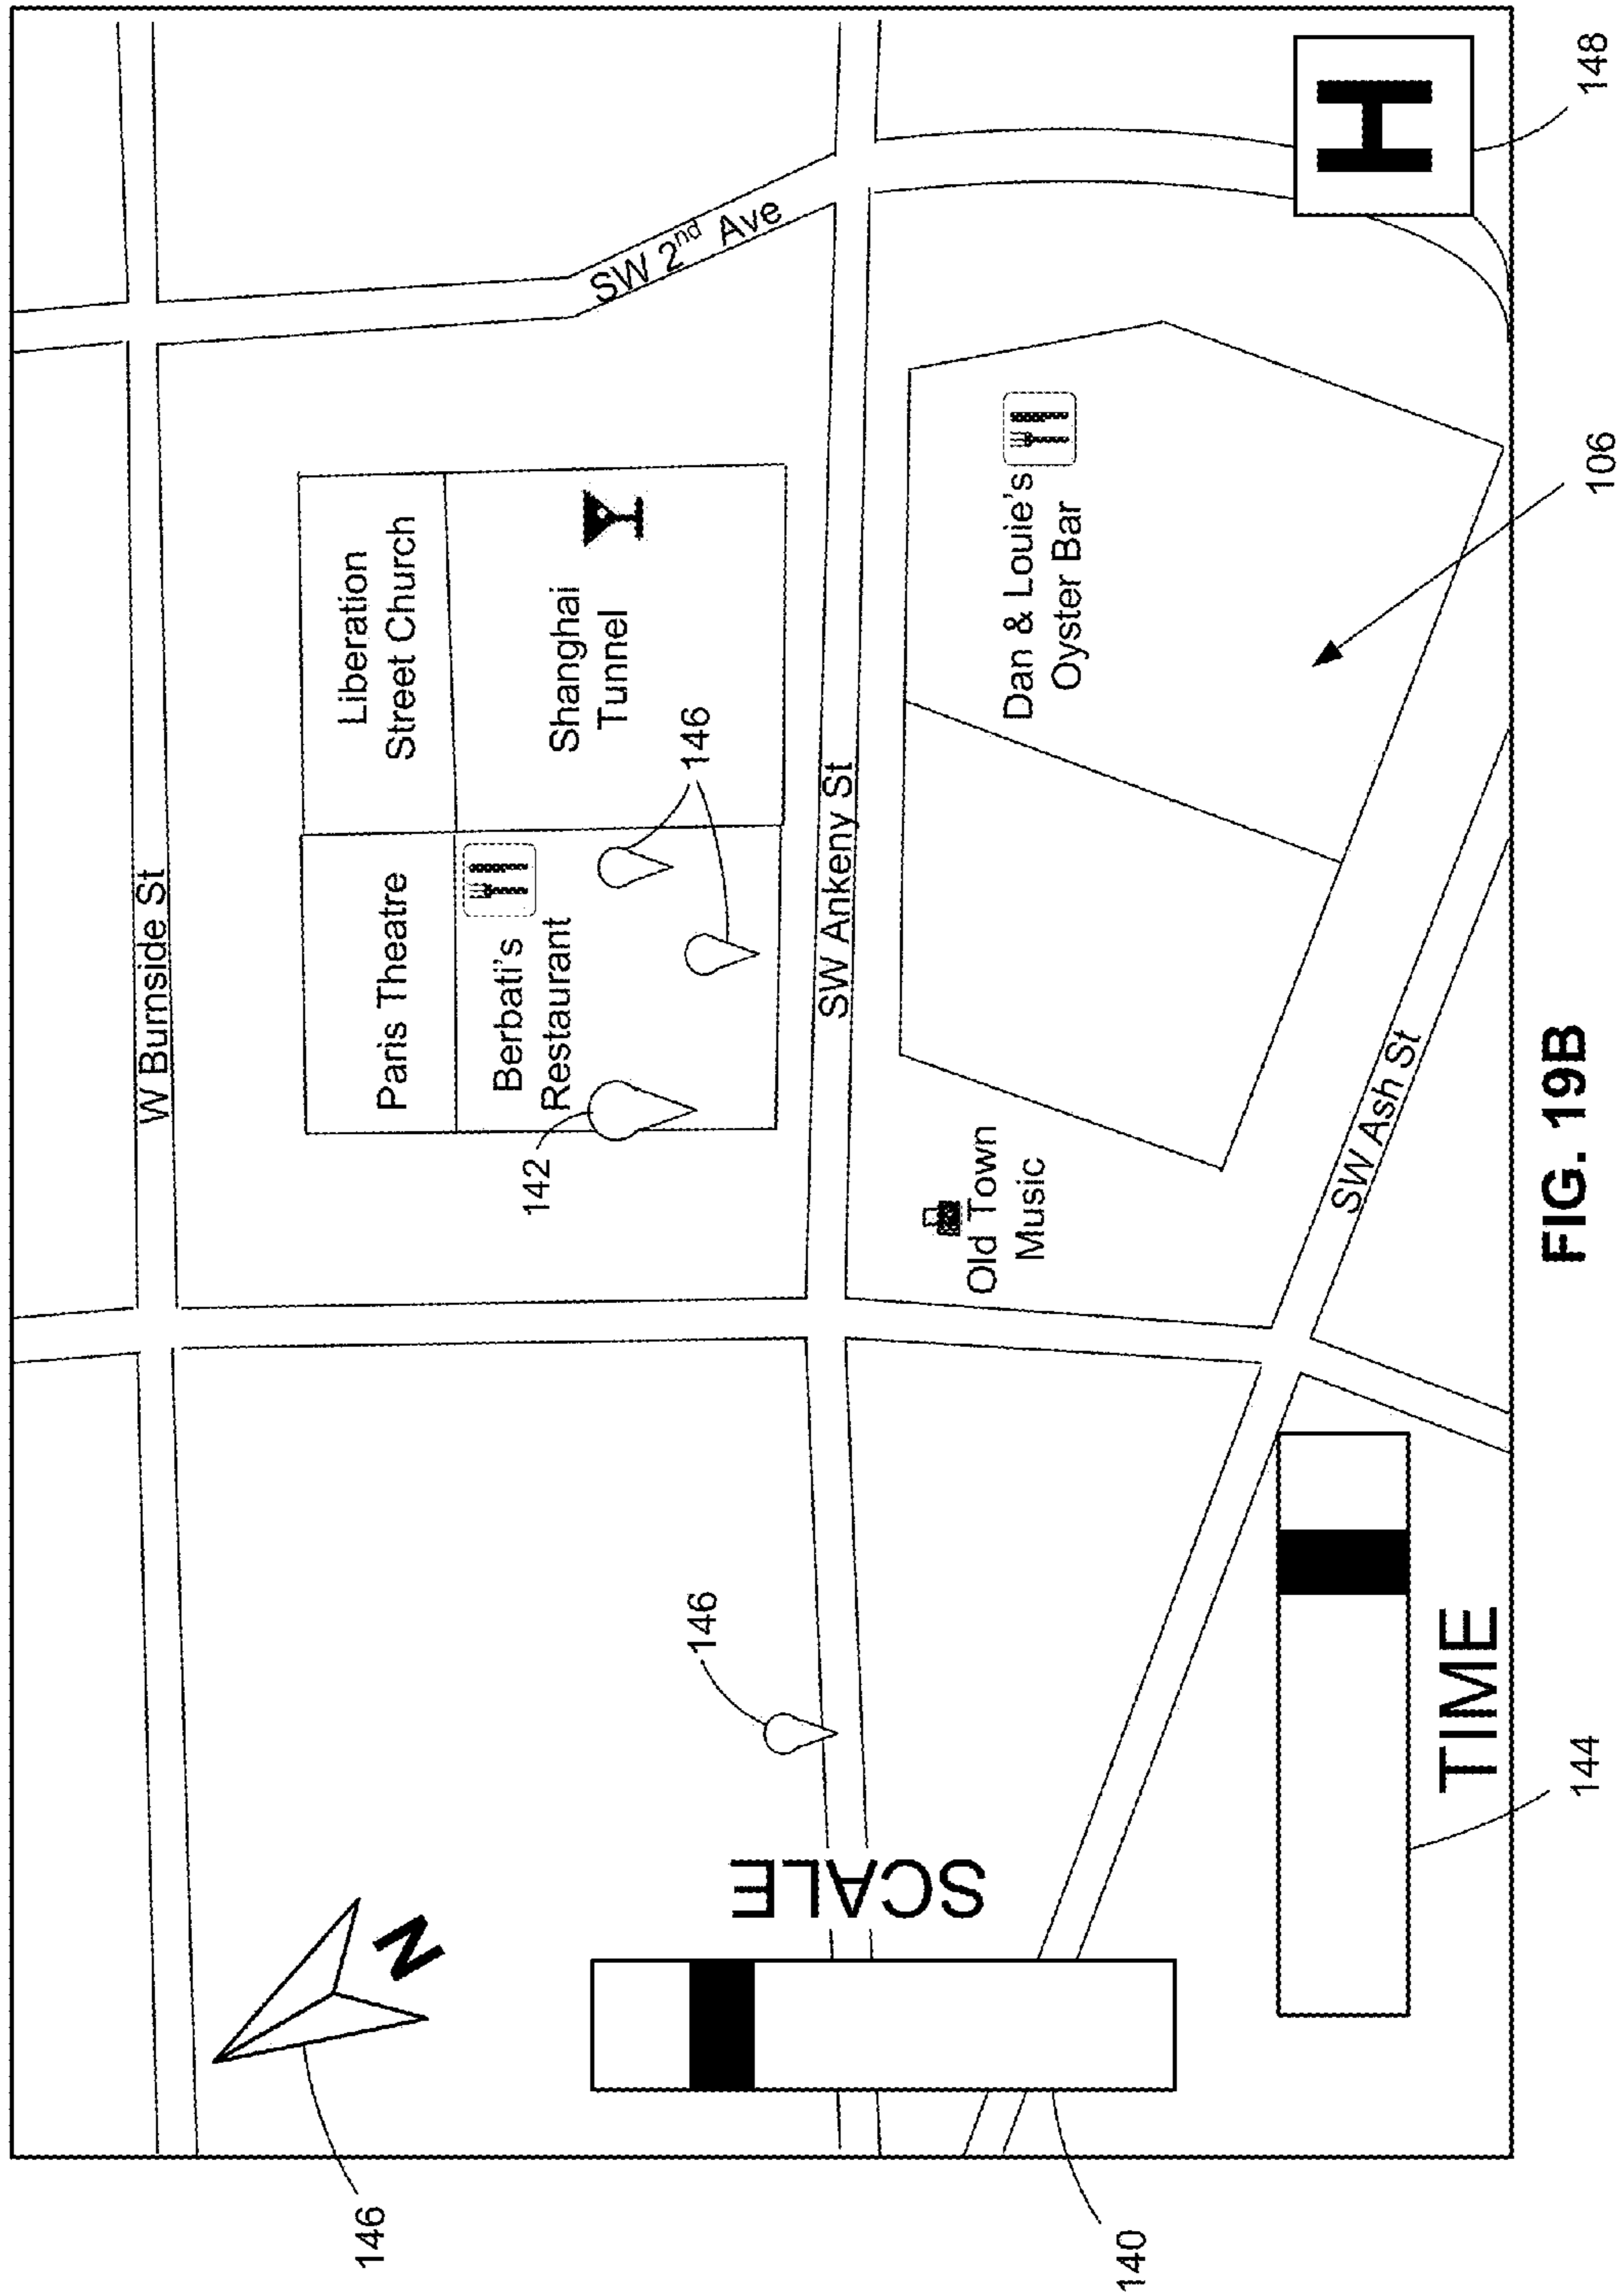 W Burnside St
146
N
Paris Theatre
Liberation
Street Church
SW 2nd Ave
Berbati's
Restaurant
142
Shanghai
Tunnel
146
146
SCALE
SW Ankeny St
Old Town
Music
Dan & Louie's
Oyster Bar
140
SW Ash St
H
TIME
144
106
148
FIG. 19B